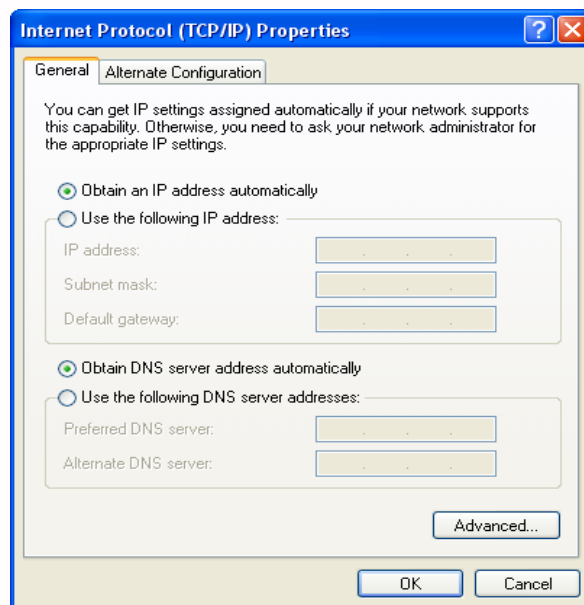 Internet Protocol (TCP/IP) Properties
General
Alternate Configuration
You can get IP settings assigned automatically if your network supports
this capability. Otherwise, you need to ask your network administrator for
the appropriate IP settings.
Obtain an IP address automatically
Use the following IP address:
IP address:
Subnet mask:
Default gateway:
Obtain DNS server address automatically
Use the following DNS server addresses:
Preferred DNS server:
Alternate DNS server:
Advanced...
OK
Cancel